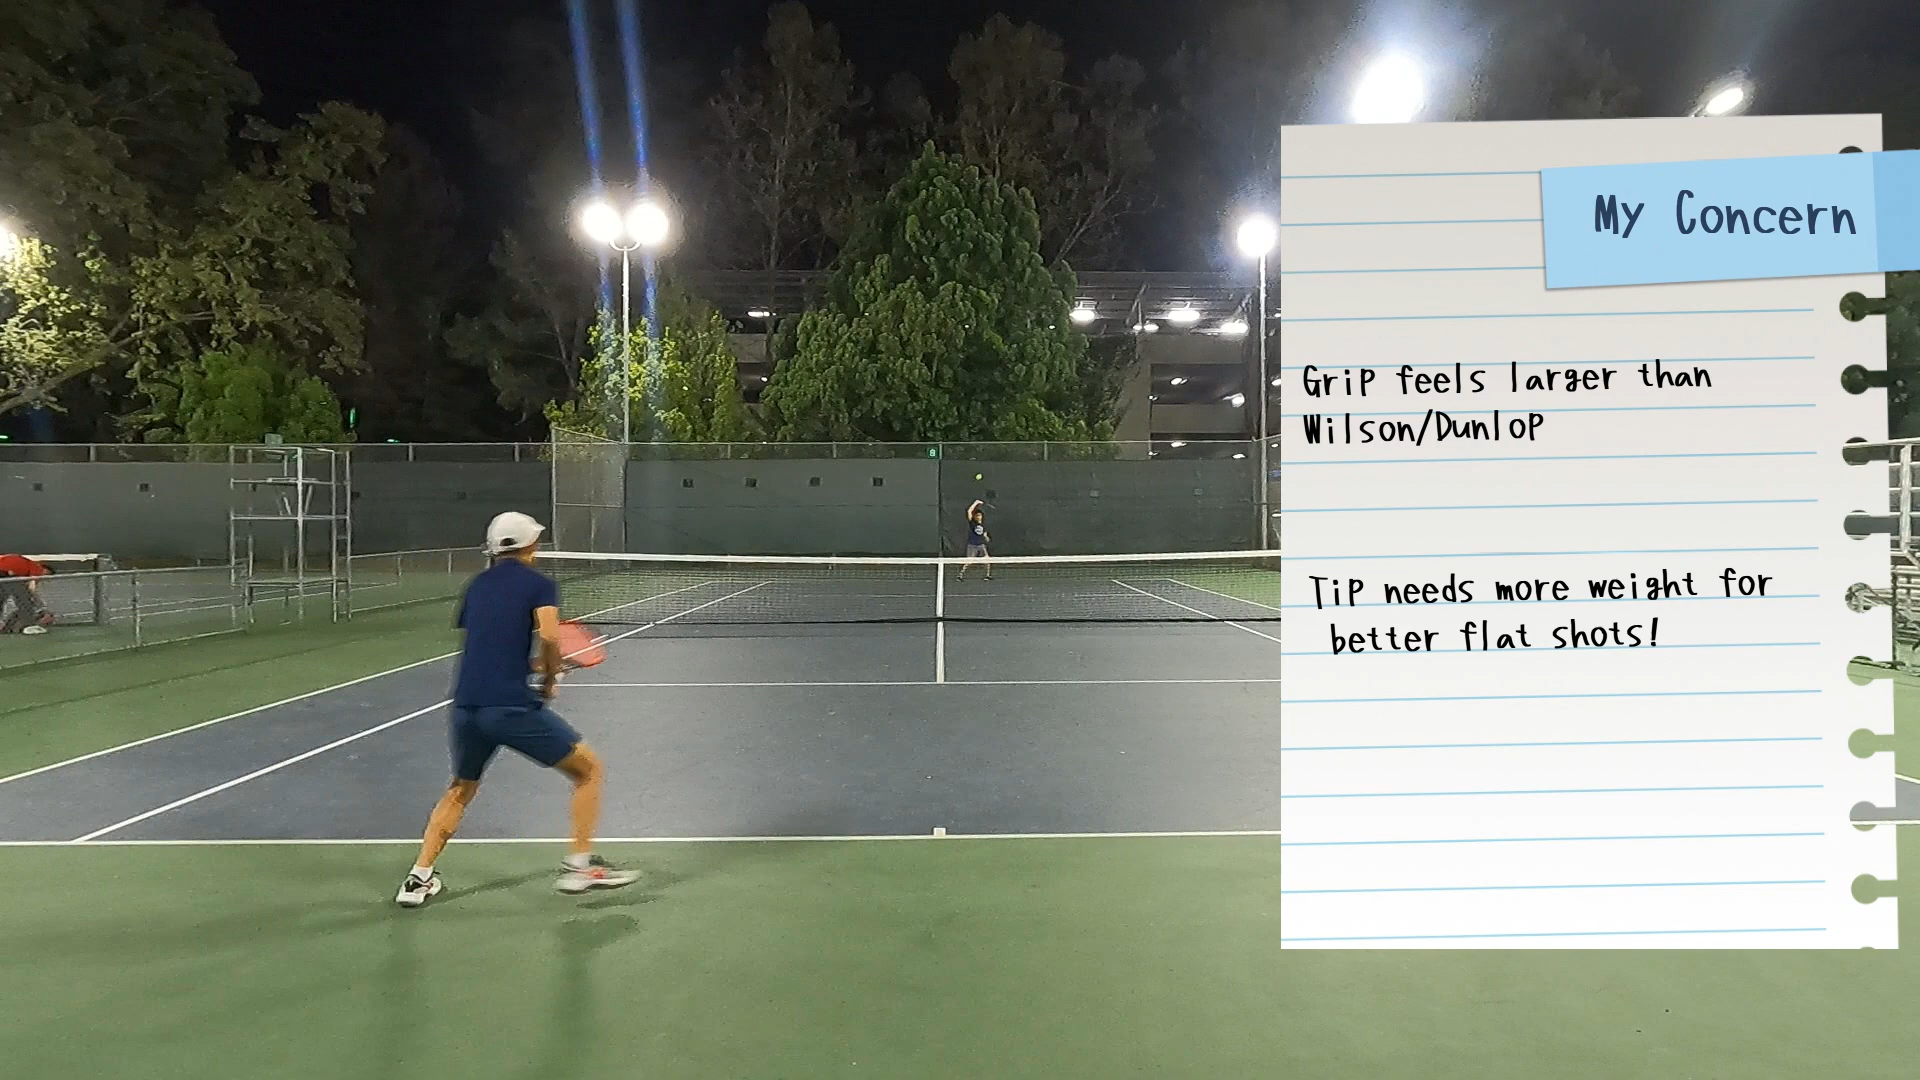 My Concern
Grip feels larger than
Wilson/Dunlop
Tip needs more weight for
better flat shots!